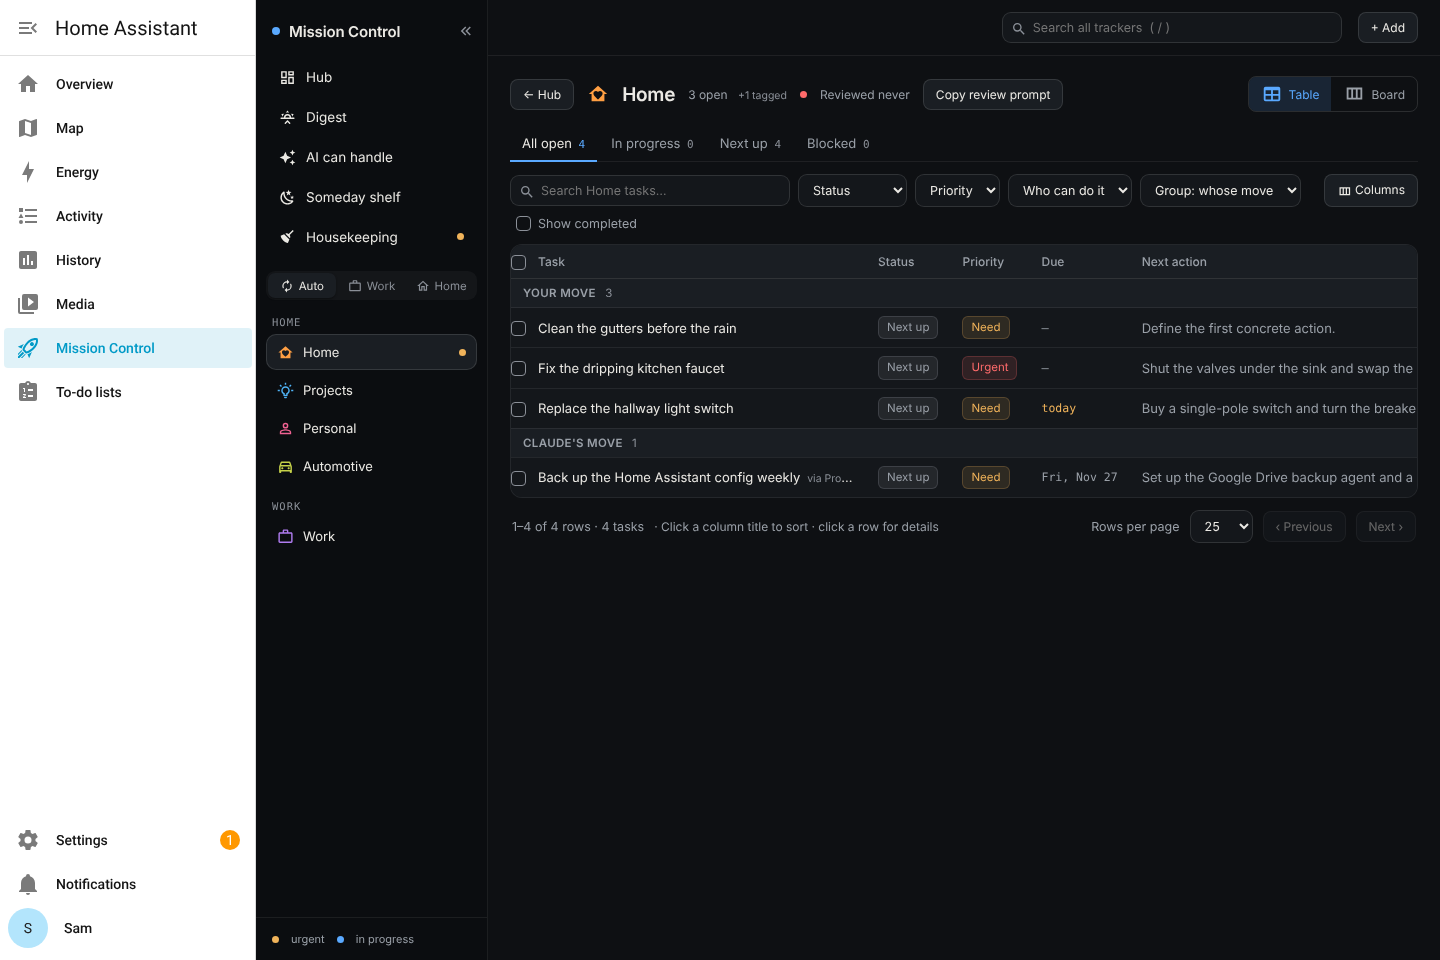 Home Assistant
Overview
Map
Energy
Activity
History
Media
Mission Control
To-do lists
Settings 1
Notifications
S Sam
Mission Control
Hub
Digest
AI can handle
Someday shelf
Housekeeping
Auto Work Home
HOME
Home
Projects
Personal
Automotive
WORK
Work
urgent in progress
Search all trackers ( / ) + Add
← Hub Home 3 open +1 tagged Reviewed never Copy review prompt Table Board
All open 4 In progress 0 Next up 4 Blocked 0
Search Home tasks... Status Priority Who can do it Group: whose move Columns
Show completed
Task Status Priority Due Next action
YOUR MOVE 3
Clean the gutters before the rain Next up Need — Define the first concrete action.
Fix the dripping kitchen faucet Next up Urgent — Shut the valves under the sink and swap the
Replace the hallway light switch Next up Need today Buy a single-pole switch and turn the breake
CLAUDE'S MOVE 1
Back up the Home Assistant config weekly via Pro... Next up Need Fri, Nov 27 Set up the Google Drive backup agent and a
1–4 of 4 rows · 4 tasks · Click a column title to sort · click a row for details Rows per page 25 ‹ Previous Next ›